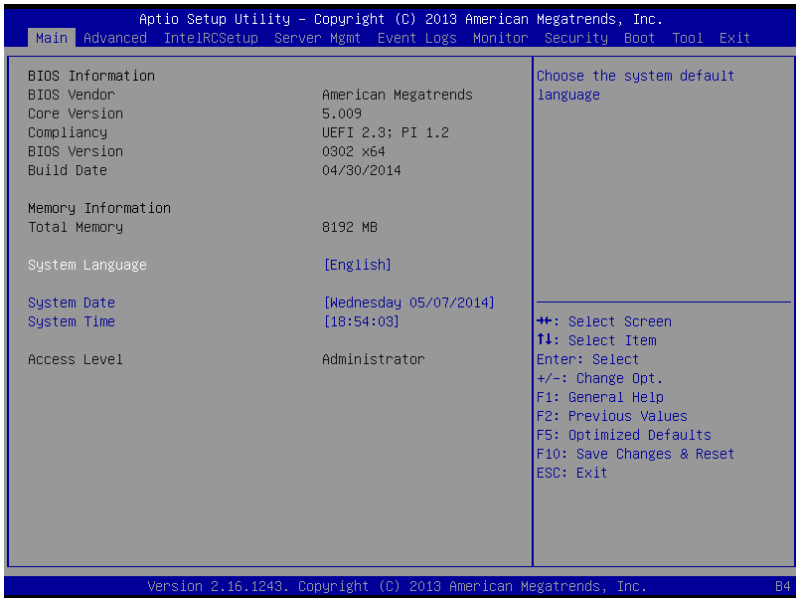 Aptio Setup Utility – Copyright (C) 2013 American Megatrends, Inc.
Main Advanced IntelRCSetup Server Mgmt Event Logs Monitor Security Boot Tool Exit
BIOS Information
BIOS Vendor American Megatrends
Core Version 5.009
Compliancy UEFI 2.3; PI 1.2
BIOS Version 0302 x64
Build Date 04/30/2014
Memory Information
Total Memory 8192 MB
System Language [English]
System Date [Wednesday 05/07/2014]
System Time [18:54:03]
Access Level Administrator
Choose the system default
language
→←: Select Screen
↑↓: Select Item
Enter: Select
+/-: Change Opt.
F1: General Help
F2: Previous Values
F5: Optimized Defaults
F10: Save Changes & Reset
ESC: Exit
Version 2.16.1243. Copyright (C) 2013 American Megatrends, Inc.
B4